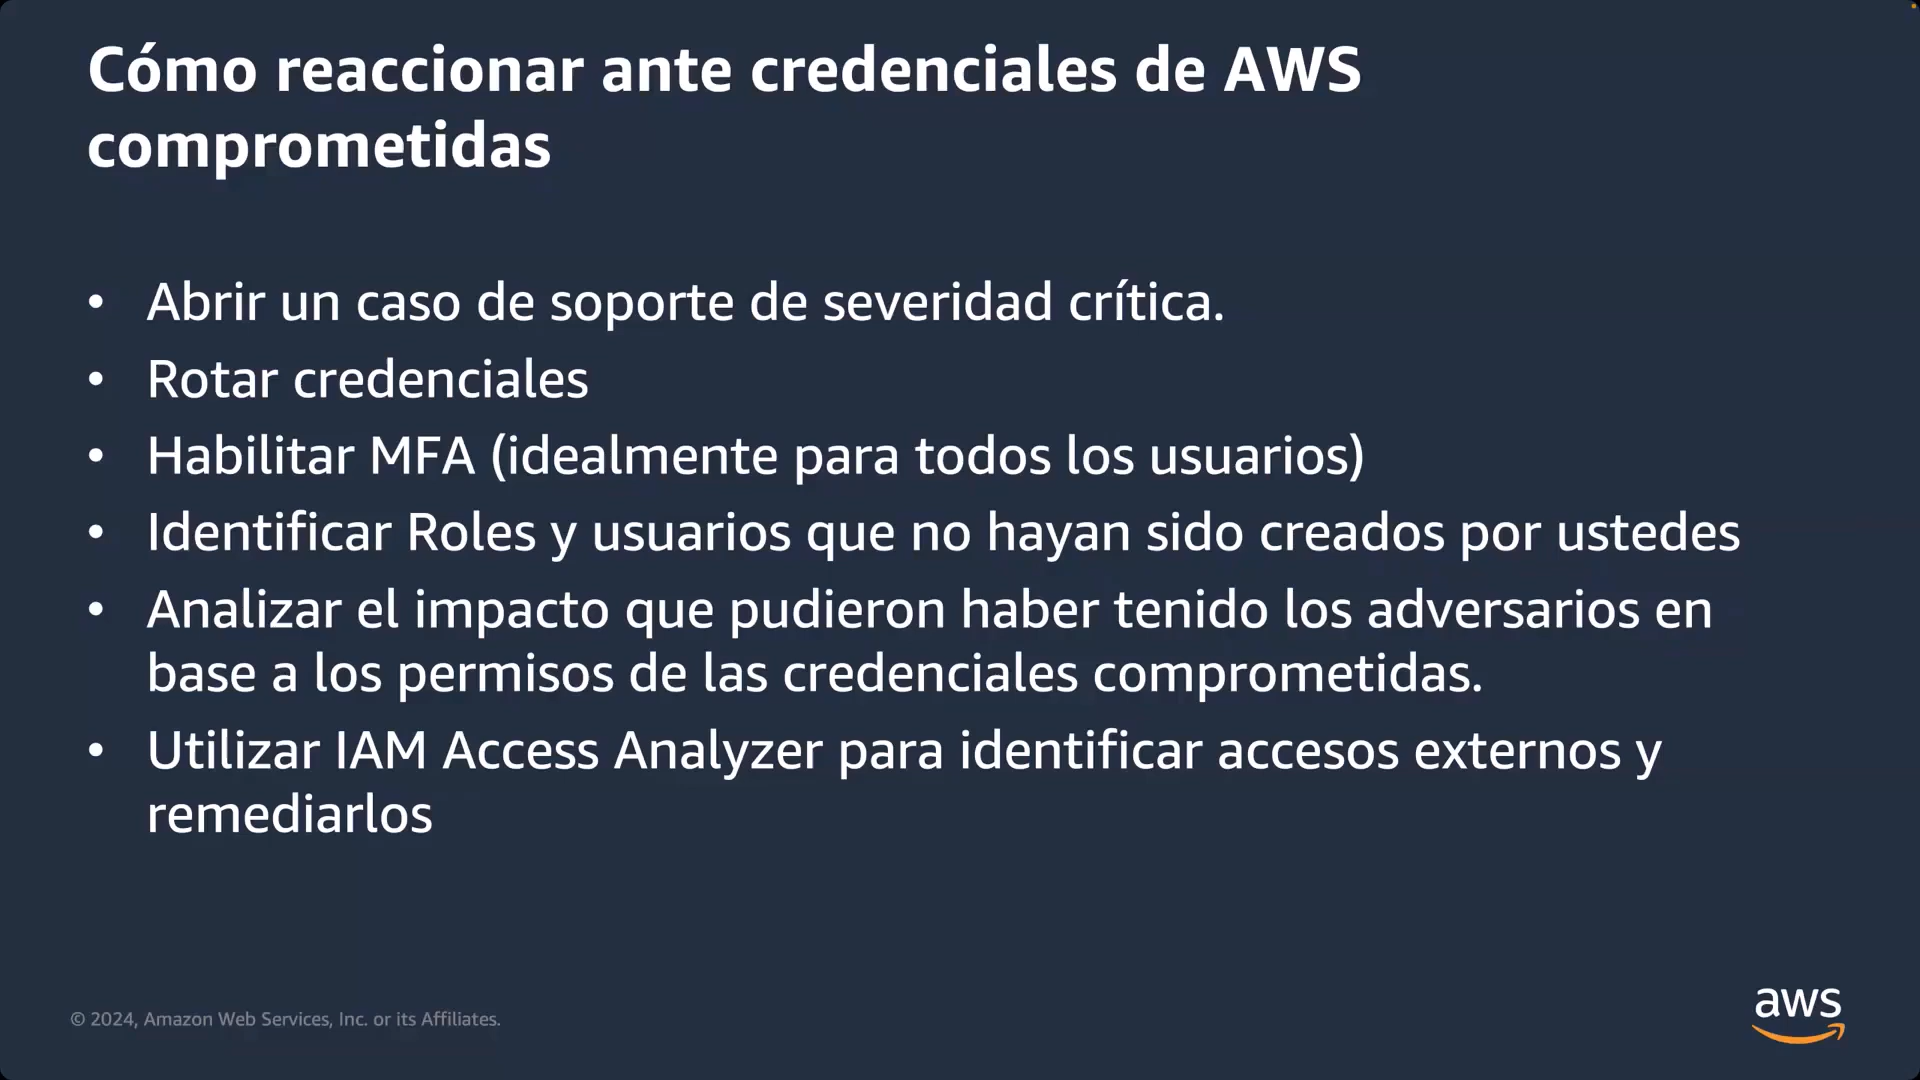 Cómo reaccionar ante credenciales de AWS
comprometidas
• Abrir un caso de soporte de severidad crítica.
• Rotar credenciales
• Habilitar MFA (idealmente para todos los usuarios)
• Identificar Roles y usuarios que no hayan sido creados por ustedes
• Analizar el impacto que pudieron haber tenido los adversarios en
base a los permisos de las credenciales comprometidas.
• Utilizar IAM Access Analyzer para identificar accesos externos y
remediarlos
© 2024, Amazon Web Services, Inc. or its Affiliates.
aws